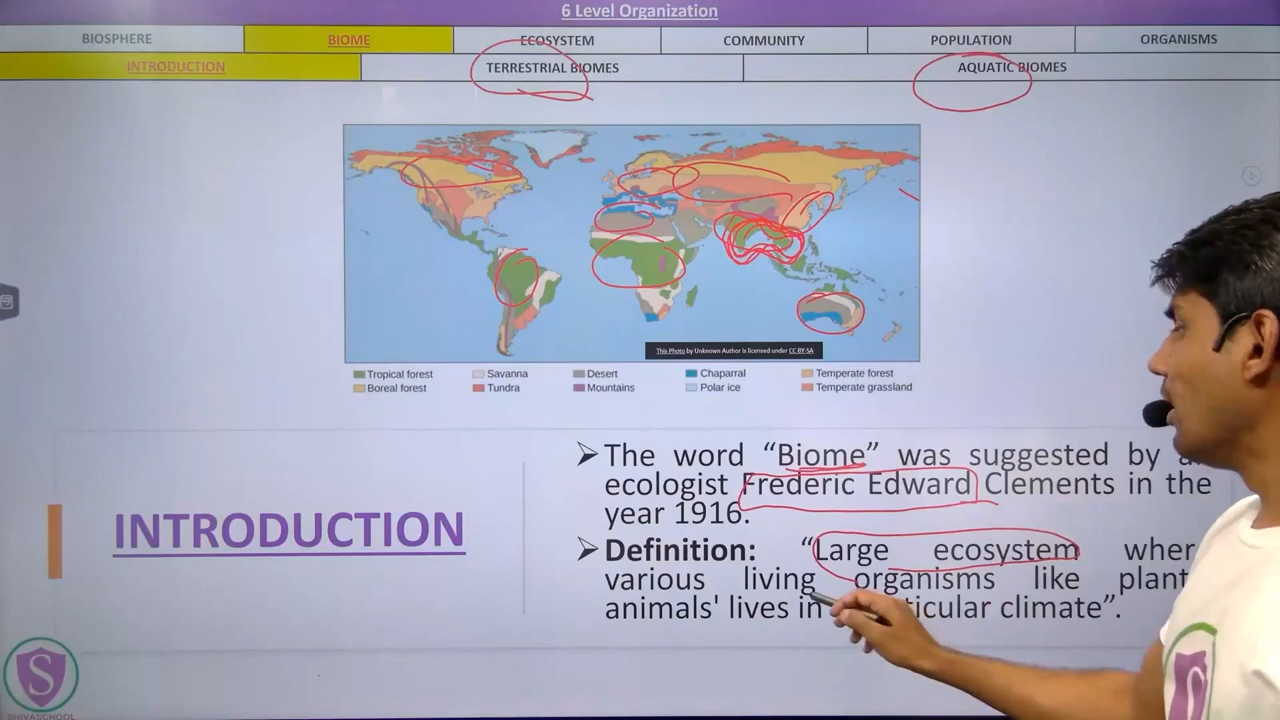 6 Level Organization
BIOSPHERE BIOME ECOSYSTEM COMMUNITY POPULATION ORGANISMS
INTRODUCTION TERRESTRIAL BIOMES AQUATIC BIOMES
This Photo by Unknown Author is licensed under CC BY-SA
Tropical forest Savanna Desert Chaparral Temperate forest
Boreal forest Tundra Mountains Polar ice Temperate grassland
INTRODUCTION
The word “Biome” was suggested by
ecologist Frederic Edward Clements in the
year 1916.
Definition: “Large ecosystem
various living organisms like
animals' lives in climate”.
S
SHIVASCHOOL